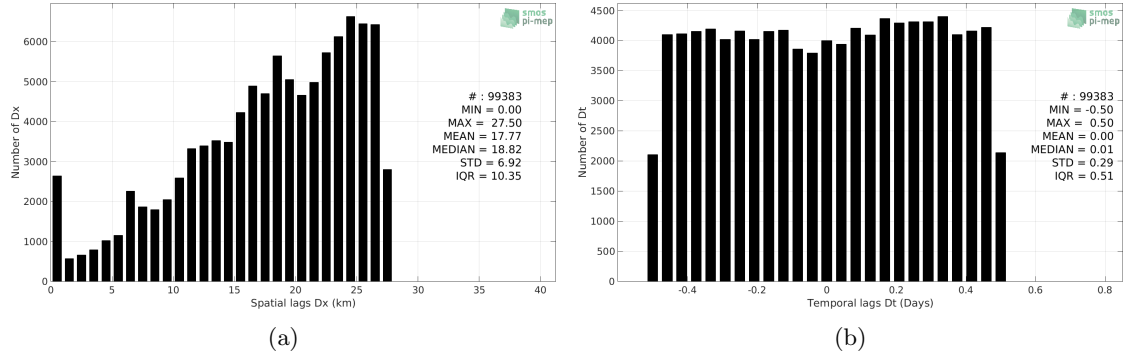 smos
pi-mep
6000
5000
4000
3000
2000
1000
0
Number of Dx
# : 99383
MIN = 0.00
MAX = 27.50
MEAN = 17.77
MEDIAN = 18.82
STD = 6.92
IQR = 10.35
0 5 10 15 20 25 30 35 40
Spatial lags Dx (km)
(a)
smos
pi-mep
4500
4000
3500
3000
2500
2000
1500
1000
500
0
Number of Dt
# : 99383
MIN = -0.50
MAX = 0.50
MEAN = 0.00
MEDIAN = 0.01
STD = 0.29
IQR = 0.51
-0.4 -0.2 0 0.2 0.4 0.6 0.8
Temporal lags Dt (Days)
(b)